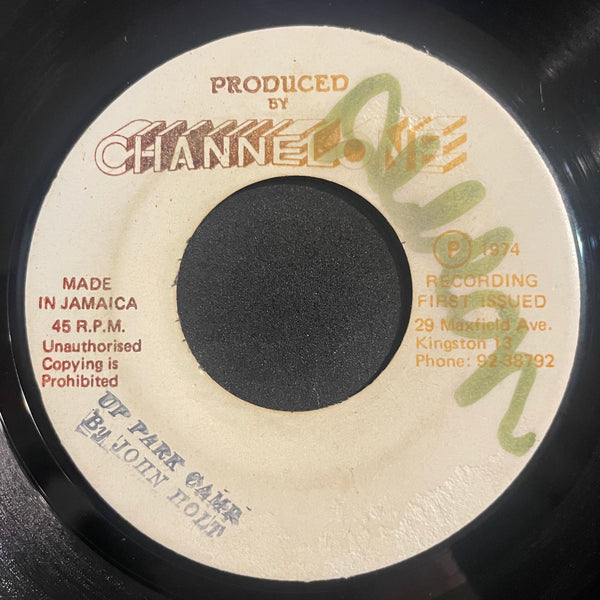 PRODUCED
BY
CHANNEL ONE
℗ 1974
RECORDING
FIRST ISSUED
29 Maxfield Ave.
Kingston 13
Phone: 92-38792
MADE
IN JAMAICA
45 R.P.M.
Unauthorised
Copying is
Prohibited
UP PARK CAMP
By JOHN HOLT